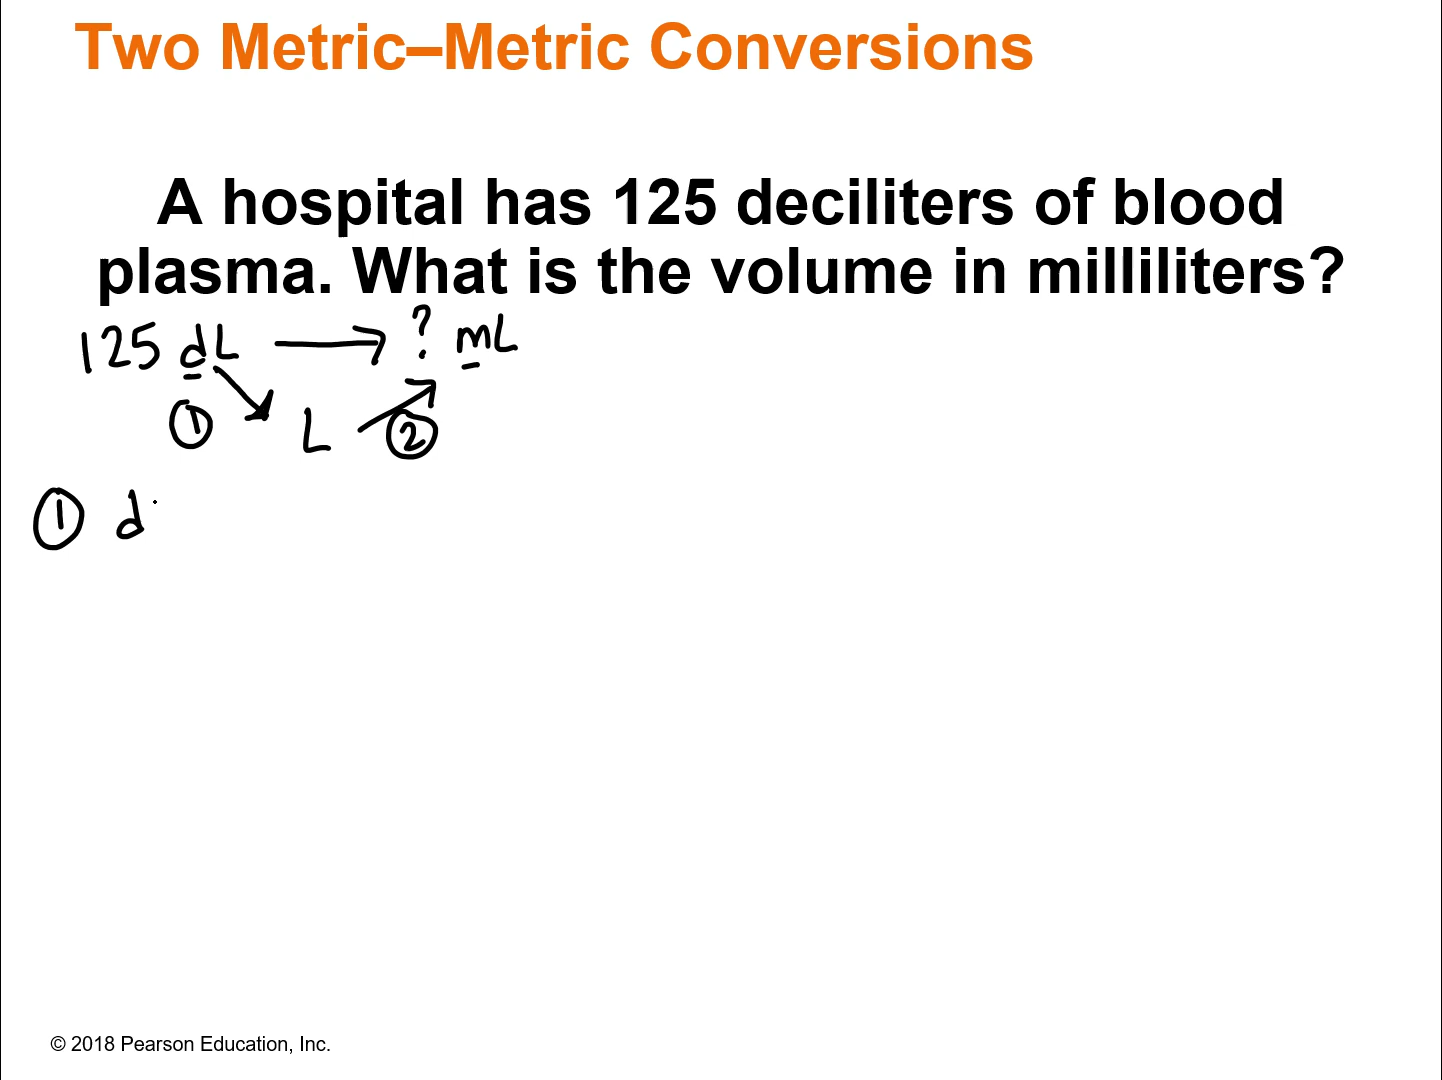 Two Metric–Metric Conversions
A hospital has 125 deciliters of blood
plasma. What is the volume in milliliters?
125 dL → ? mL
① L ②
① d
© 2018 Pearson Education, Inc.